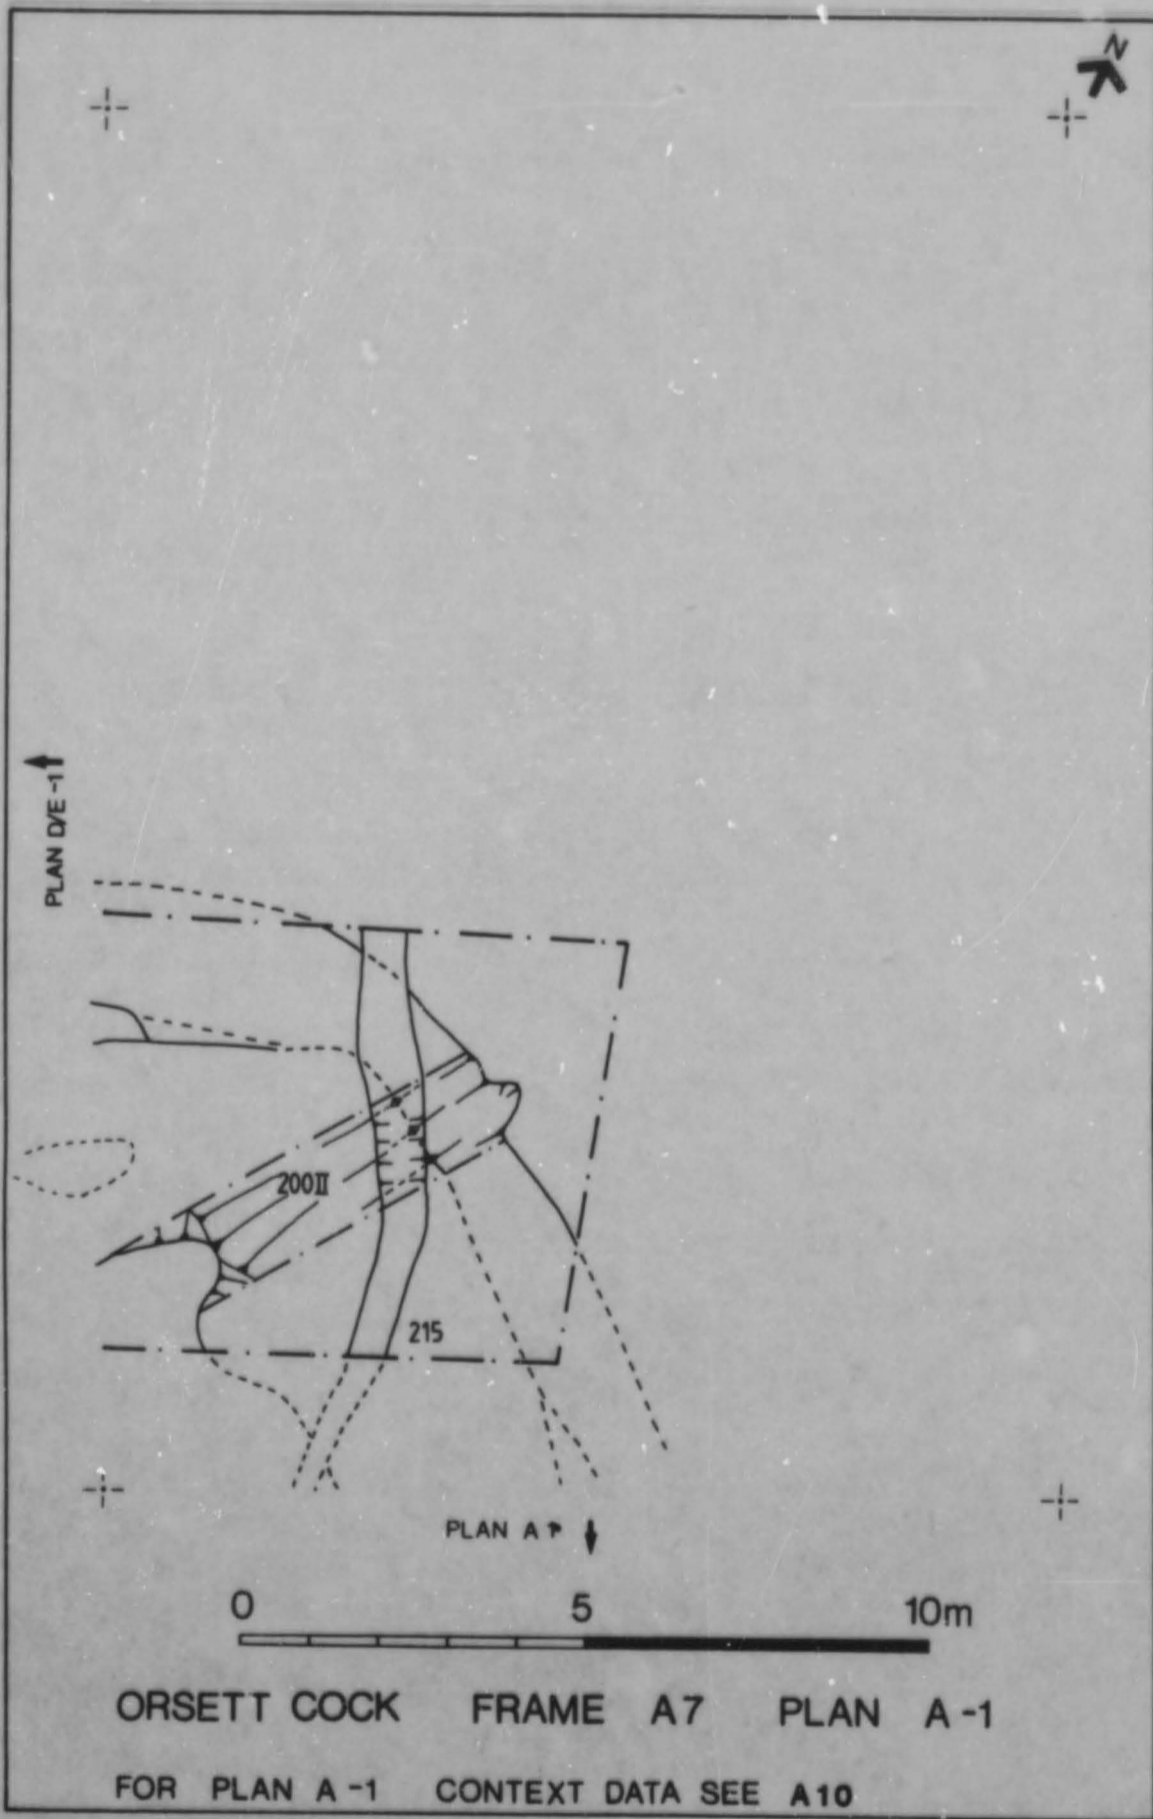 N
PLAN D/E -1
200II
215
PLAN A
0 5 10m
ORSETT COCK FRAME A7 PLAN A -1
FOR PLAN A -1 CONTEXT DATA SEE A10